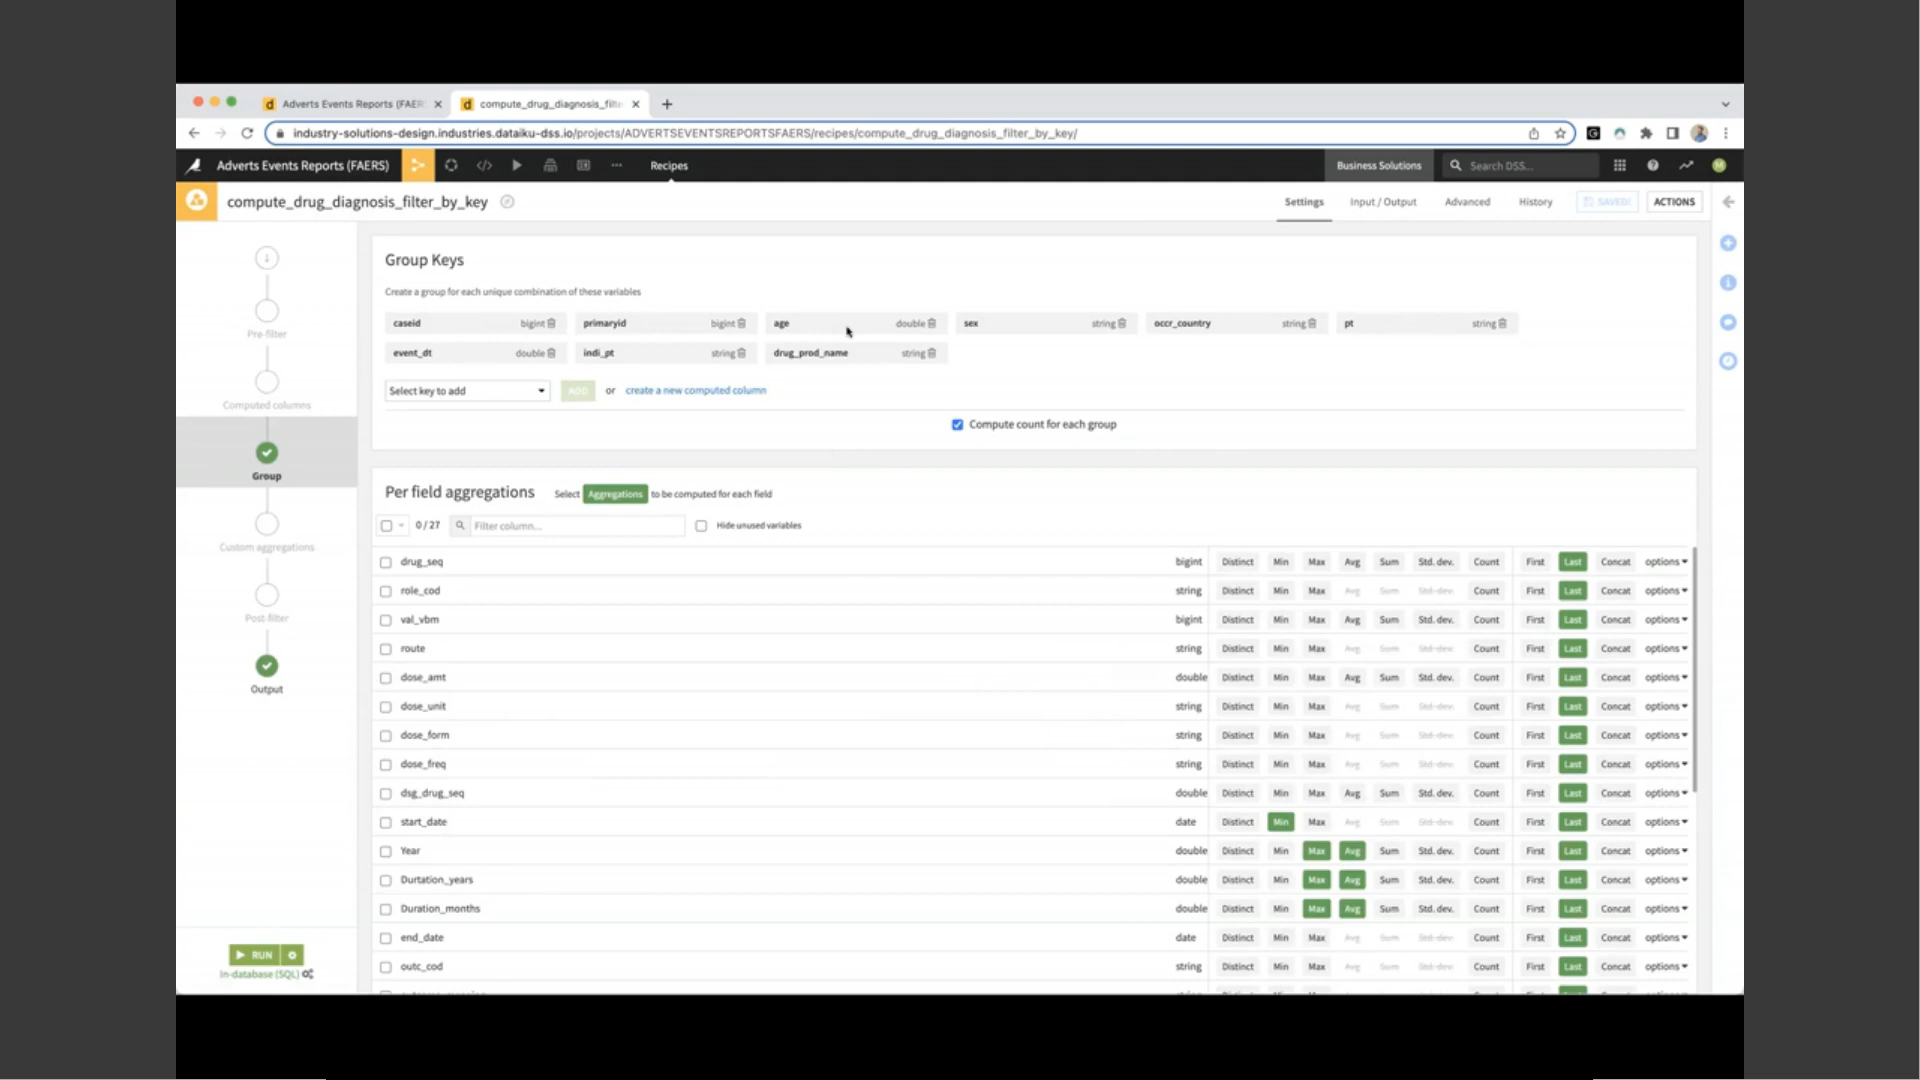 Adverts Events Reports (FAER
compute_drug_diagnosis_filt
industry-solutions-design.industries.dataiku-dss.io/projects/ADVERTSEVENTSREPORTSFAERS/recipes/compute_drug_diagnosis_filter_by_key/
Adverts Events Reports (FAERS) Recipes Business Solutions Search DSS...
compute_drug_diagnosis_filter_by_key Settings Input / Output Advanced History SAVED! ACTIONS
Pre-filter
Computed columns
Group
Custom aggregations
Post-filter
Output
RUN
In-database (SQL)
Group Keys
Create a group for each unique combination of these variables
caseid bigint primaryid bigint age double sex string occr_country string pt string
event_dt double indi_pt string drug_prod_name string
Select key to add ADD or create a new computed column
Compute count for each group
Per field aggregations Select Aggregations to be computed for each field
0 / 27 Filter column... Hide unused variables
drug_seq bigint Distinct Min Max Avg Sum Std. dev. Count First Last Concat options
role_cod string Distinct Min Max Avg Sum Std. dev. Count First Last Concat options
val_vbm bigint Distinct Min Max Avg Sum Std. dev. Count First Last Concat options
route string Distinct Min Max Avg Sum Std. dev. Count First Last Concat options
dose_amt double Distinct Min Max Avg Sum Std. dev. Count First Last Concat options
dose_unit string Distinct Min Max Avg Sum Std. dev. Count First Last Concat options
dose_form string Distinct Min Max Avg Sum Std. dev. Count First Last Concat options
dose_freq string Distinct Min Max Avg Sum Std. dev. Count First Last Concat options
dsg_drug_seq double Distinct Min Max Avg Sum Std. dev. Count First Last Concat options
start_date date Distinct Min Max Avg Sum Std. dev. Count First Last Concat options
Year double Distinct Min Max Avg Sum Std. dev. Count First Last Concat options
Durtation_years double Distinct Min Max Avg Sum Std. dev. Count First Last Concat options
Duration_months double Distinct Min Max Avg Sum Std. dev. Count First Last Concat options
end_date date Distinct Min Max Avg Sum Std. dev. Count First Last Concat options
outc_cod string Distinct Min Max Avg Sum Std. dev. Count First Last Concat options